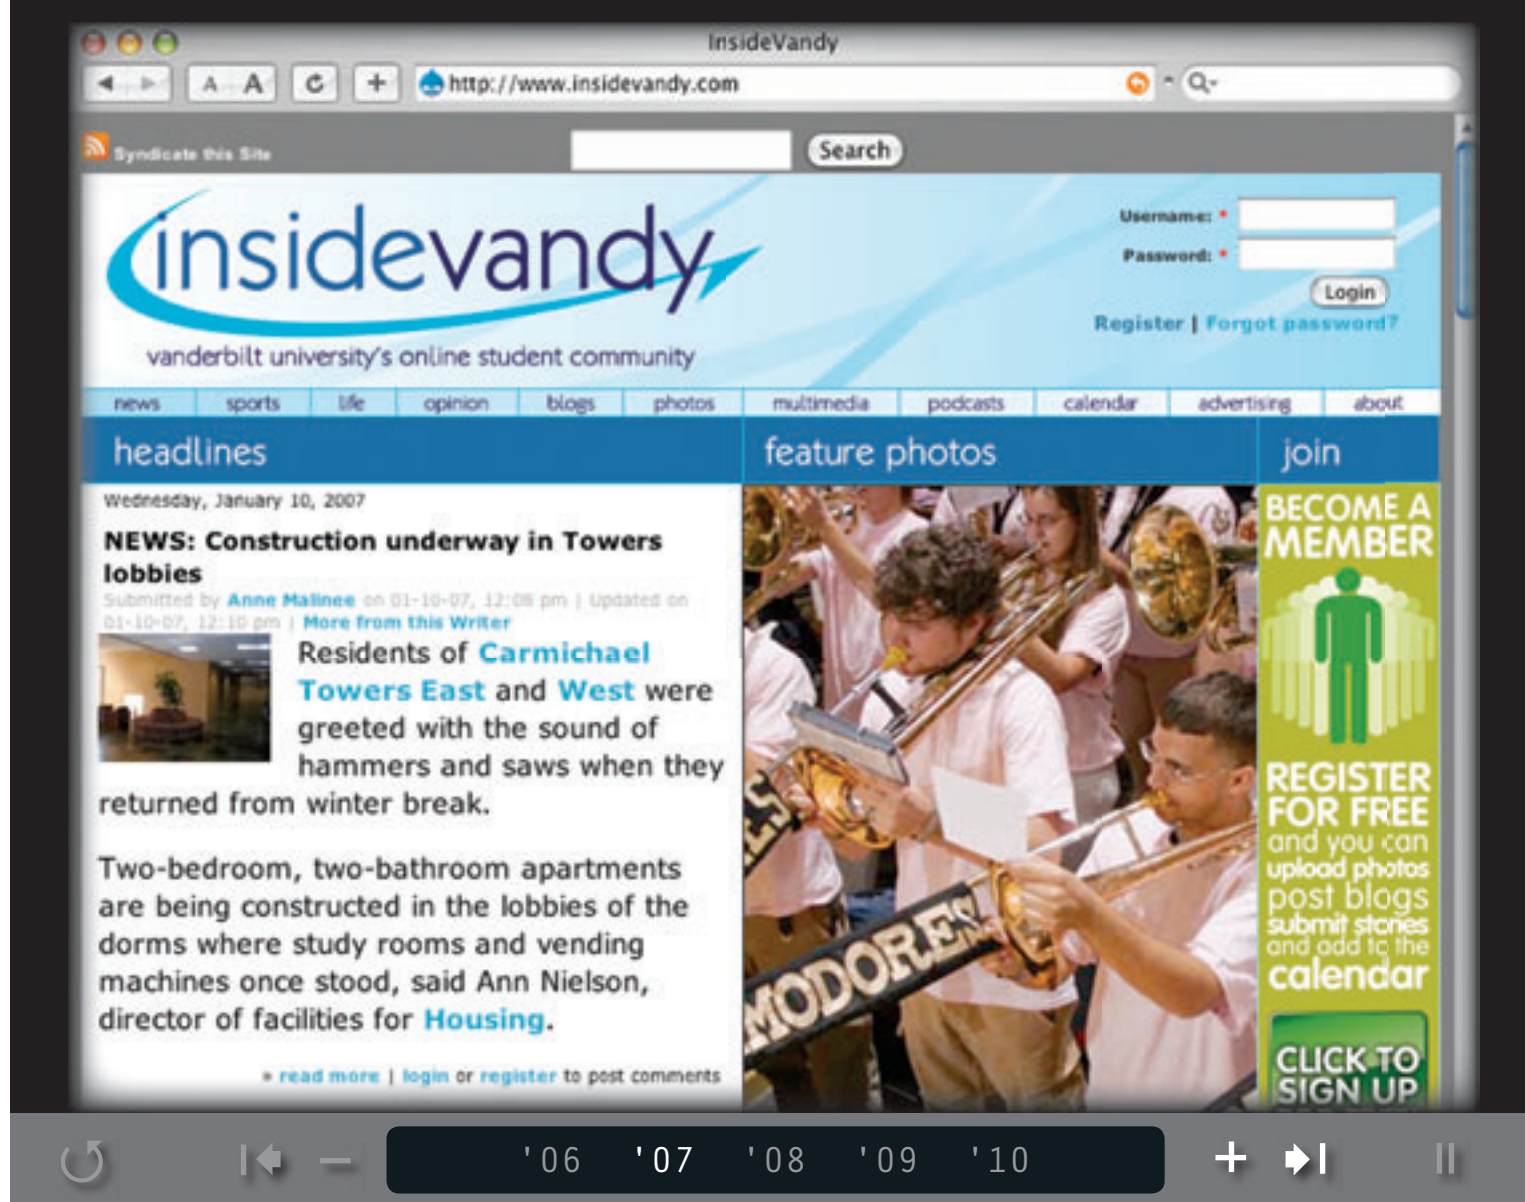 InsideVandy
A A
http://www.insidevandy.com
Syndicate this Site
Search
insidevandy
vanderbilt university's online student community
Username: *
Password: *
Login
Register | Forgot password?
news sports life opinion blogs photos multimedia podcasts calendar advertising about
headlines
feature photos
join
Wednesday, January 10, 2007
NEWS: Construction underway in Towers
lobbies
Submitted by Anne Malinee on 01-10-07, 12:08 pm | Updated on
01-10-07, 12:10 pm | More from this Writer
Residents of Carmichael
Towers East and West were
greeted with the sound of
hammers and saws when they
returned from winter break.
Two-bedroom, two-bathroom apartments
are being constructed in the lobbies of the
dorms where study rooms and vending
machines once stood, said Ann Nielson,
director of facilities for Housing.
» read more | login or register to post comments
MODORES
ES
BECOME A
MEMBER
REGISTER
FOR FREE
and you can
upload photos
post blogs
submit stories
and add to the
calendar
CLICK TO
SIGN UP
'06 '07 '08 '09 '10